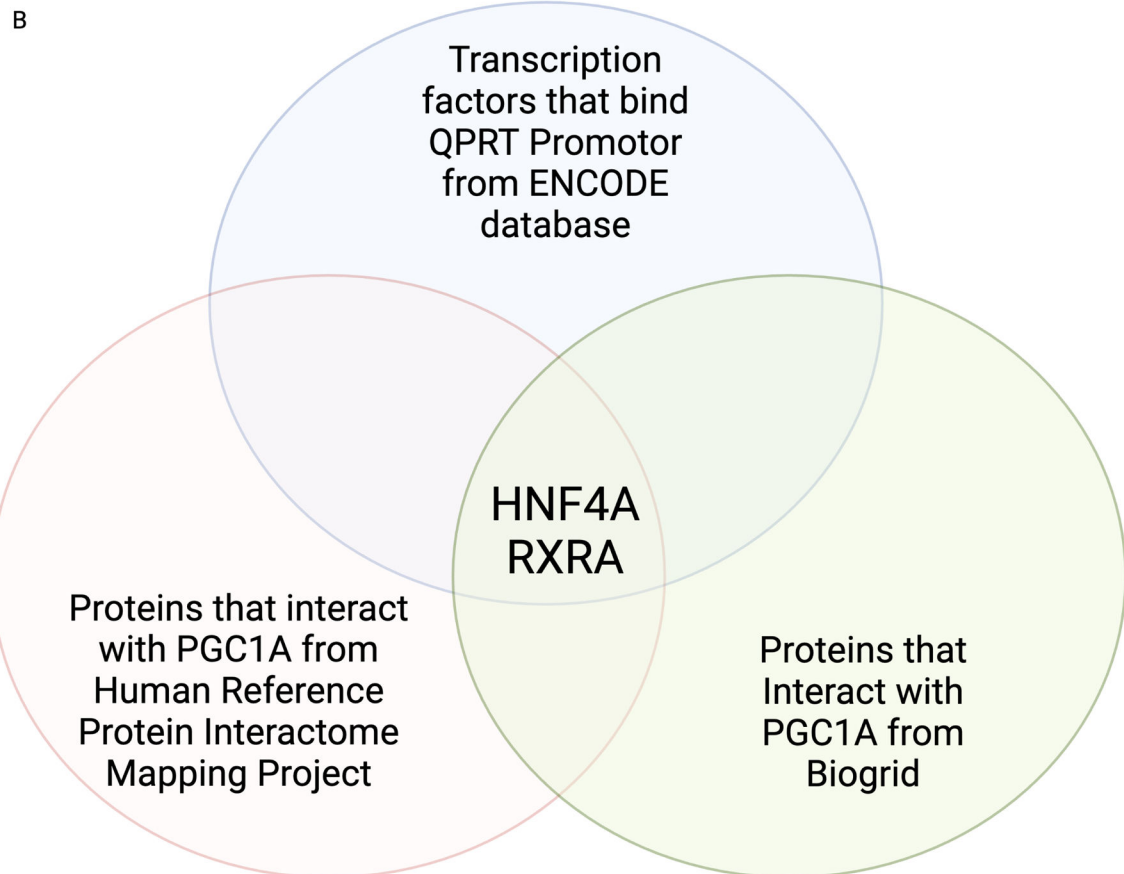 B
Transcription
factors that bind
QPRT Promotor
from ENCODE
database
HNF4A
RXRA
Proteins that interact
with PGC1A from
Human Reference
Protein Interactome
Mapping Project
Proteins that
Interact with
PGC1A from
Biogrid